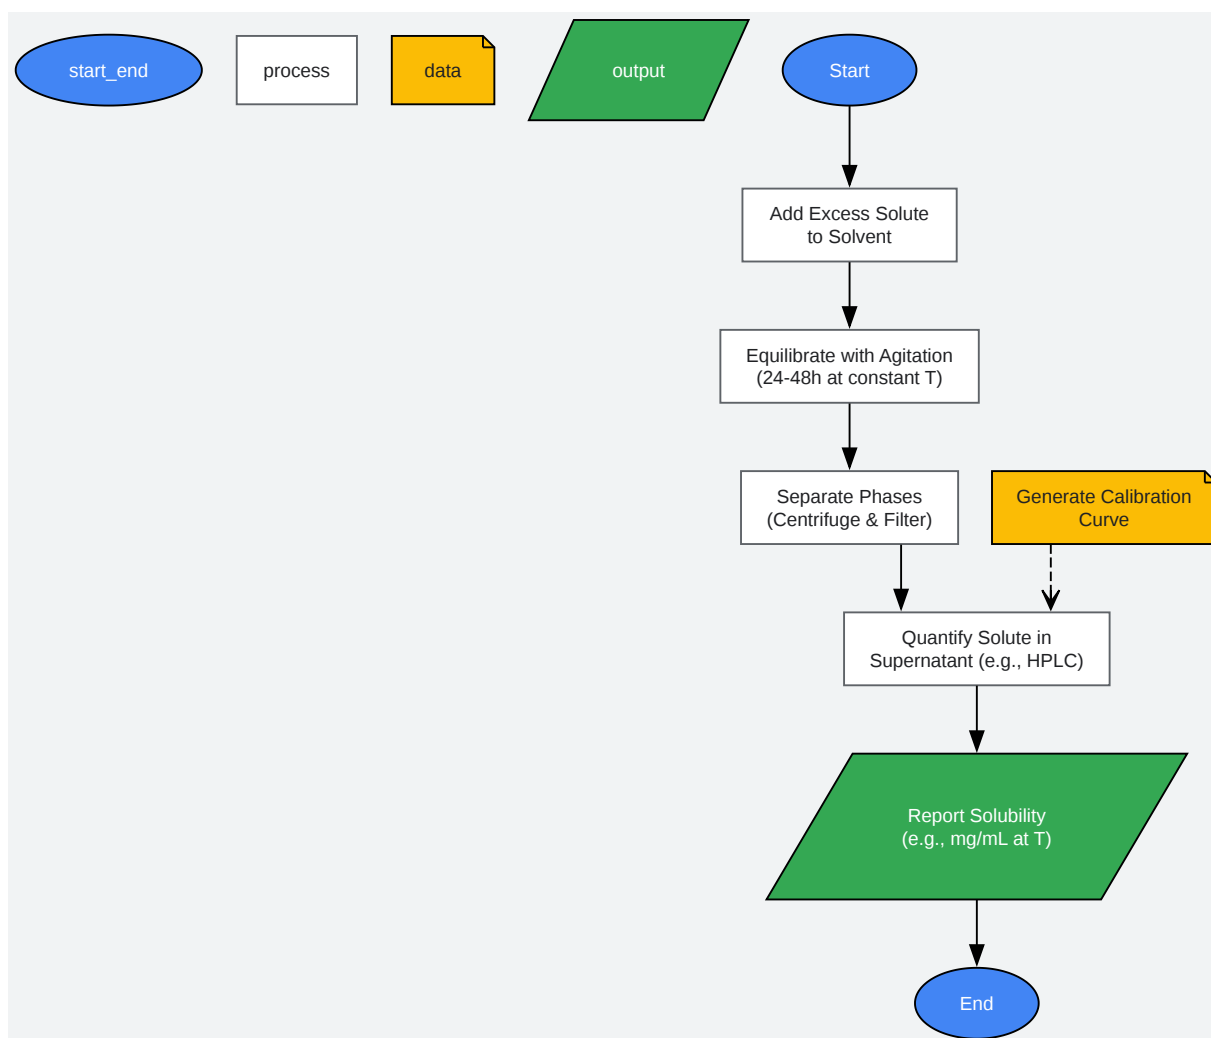 start_end
process
data
output
Start
Add Excess Solute
to Solvent
Equilibrate with Agitation
(24-48h at constant T)
Separate Phases
(Centrifuge & Filter)
Generate Calibration
Curve
Quantify Solute in
Supernatant (e.g., HPLC)
Report Solubility
(e.g., mg/mL at T)
End